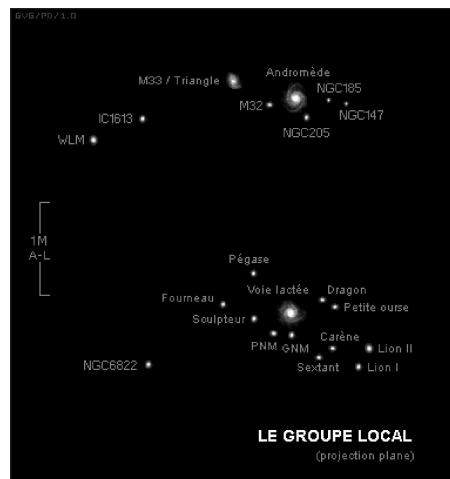 GVG/PD/1.0
Andromède
M33 / Triangle
NGC185
M32
NGC147
IC1613
NGC205
WLM
1M
A-L
Pégase
Voie lactée
Dragon
Fourneau
Petite ourse
Sculpteur
Carène
PNM
GNM
Lion II
NGC6822
Sextant
Lion I
LE GROUPE LOCAL
(projection plane)